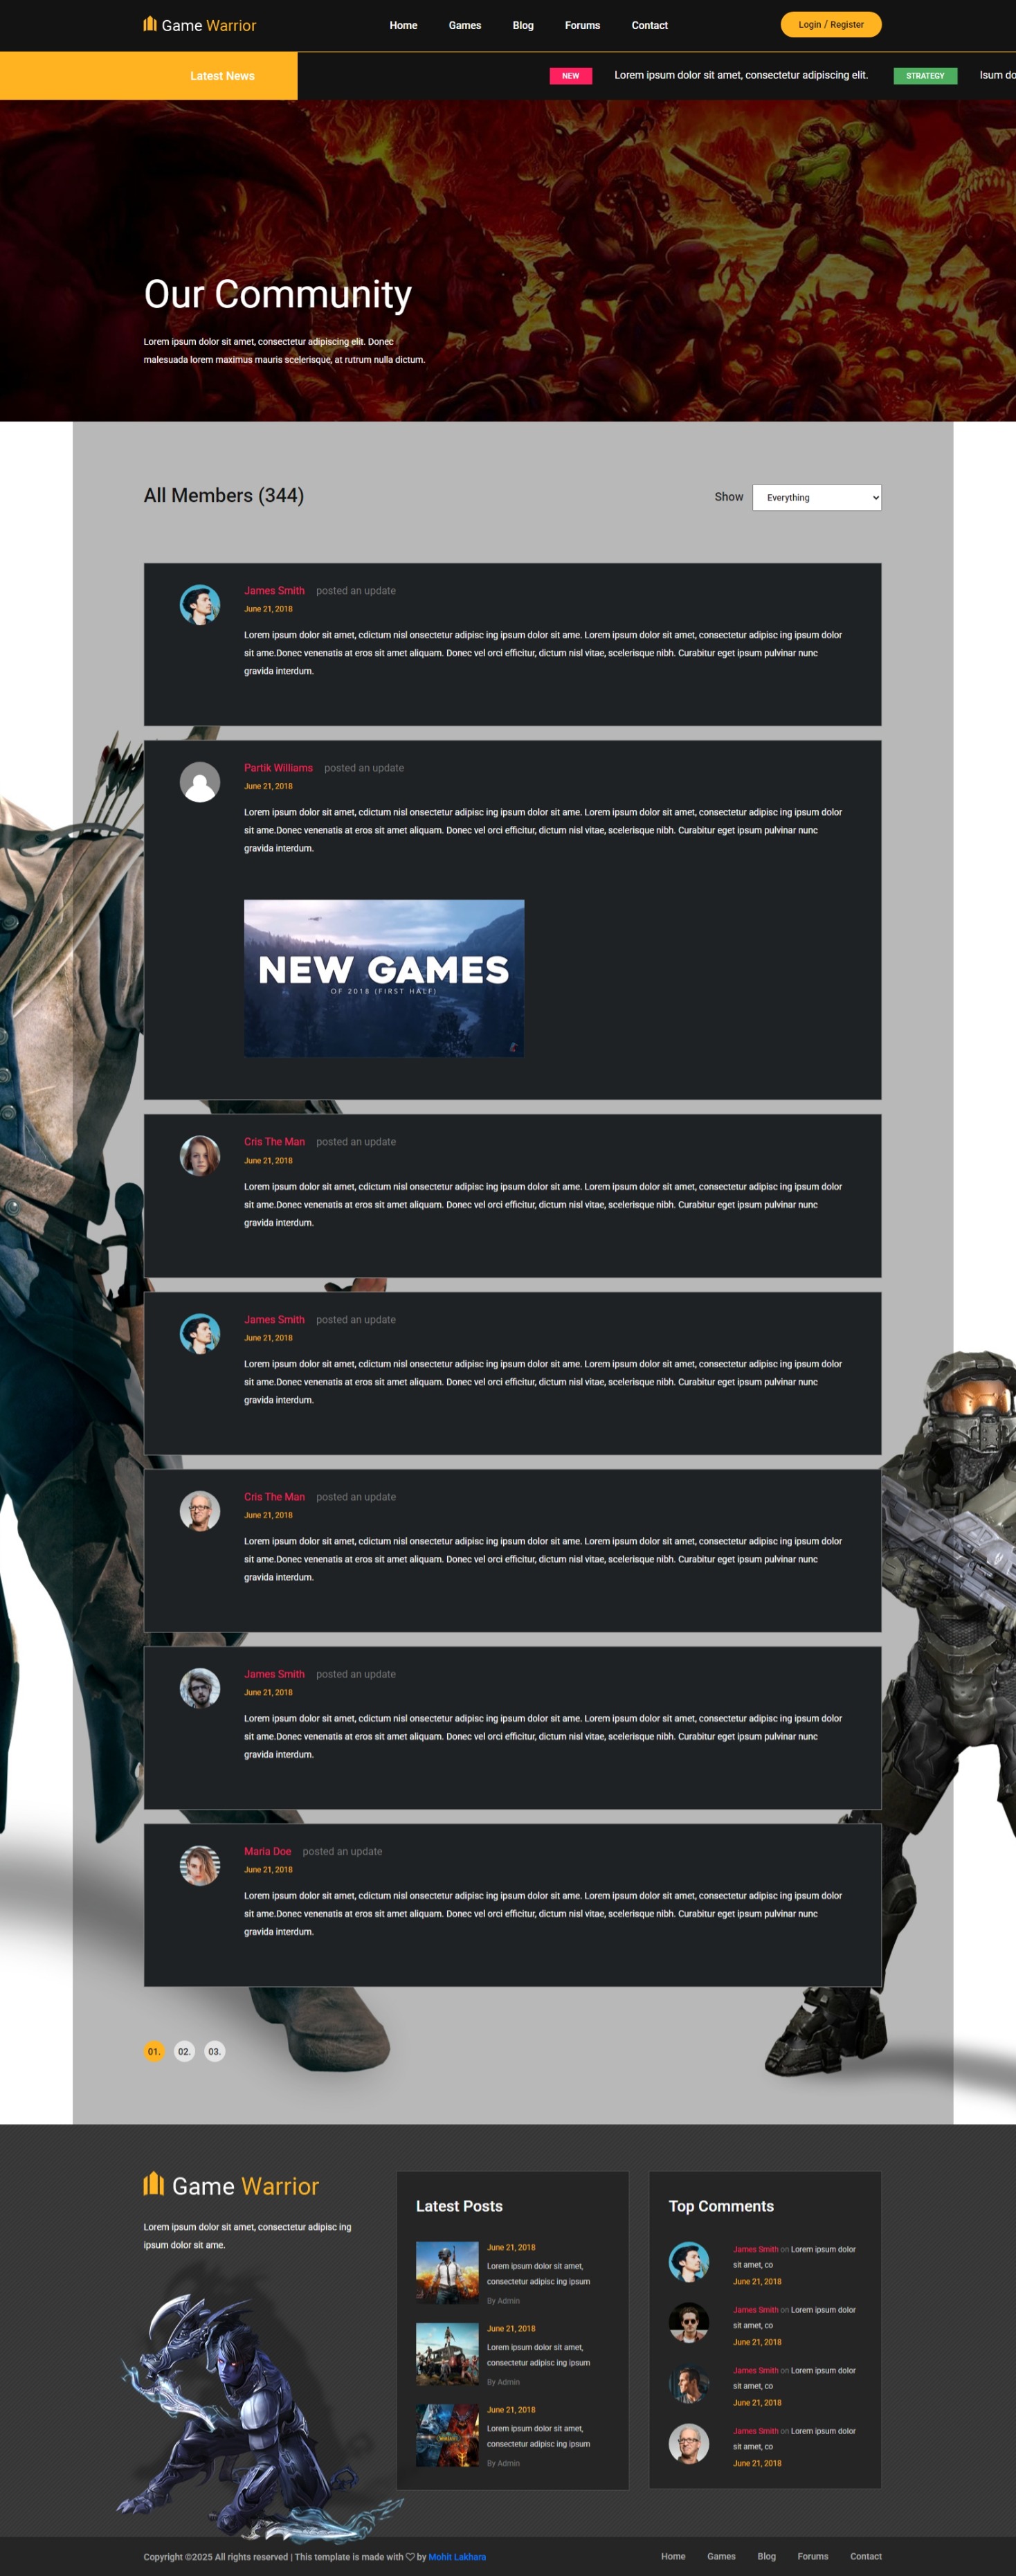 Game Warrior
Home Games Blog Forums Contact
Login / Register
Latest News
NEW Lorem ipsum dolor sit amet, consectetur adipiscing elit. STRATEGY Isum do
Our Community
Lorem ipsum dolor sit amet, consectetur adipiscing elit. Donec
malesuada lorem maximus mauris scelerisque, at rutrum nulla dictum.
All Members (344)
Show Everything
James Smith posted an update
June 21, 2018
Lorem ipsum dolor sit amet, cdictum nisl onsectetur adipisc ing ipsum dolor sit ame. Lorem ipsum dolor sit amet, consectetur adipisc ing ipsum dolor
sit ame.Donec venenatis at eros sit amet aliquam. Donec vel orci efficitur, dictum nisl vitae, scelerisque nibh. Curabitur eget ipsum pulvinar nunc
gravida interdum.
Partik Williams posted an update
June 21, 2018
Lorem ipsum dolor sit amet, cdictum nisl onsectetur adipisc ing ipsum dolor sit ame. Lorem ipsum dolor sit amet, consectetur adipisc ing ipsum dolor
sit ame.Donec venenatis at eros sit amet aliquam. Donec vel orci efficitur, dictum nisl vitae, scelerisque nibh. Curabitur eget ipsum pulvinar nunc
gravida interdum.
NEW GAMES
OF 2018 (FIRST HALF)
Cris The Man posted an update
June 21, 2018
Lorem ipsum dolor sit amet, cdictum nisl onsectetur adipisc ing ipsum dolor sit ame. Lorem ipsum dolor sit amet, consectetur adipisc ing ipsum dolor
sit ame.Donec venenatis at eros sit amet aliquam. Donec vel orci efficitur, dictum nisl vitae, scelerisque nibh. Curabitur eget ipsum pulvinar nunc
gravida interdum.
James Smith posted an update
June 21, 2018
Lorem ipsum dolor sit amet, cdictum nisl onsectetur adipisc ing ipsum dolor sit ame. Lorem ipsum dolor sit amet, consectetur adipisc ing ipsum dolor
sit ame.Donec venenatis at eros sit amet aliquam. Donec vel orci efficitur, dictum nisl vitae, scelerisque nibh. Curabitur eget ipsum pulvinar nunc
gravida interdum.
Cris The Man posted an update
June 21, 2018
Lorem ipsum dolor sit amet, cdictum nisl onsectetur adipisc ing ipsum dolor sit ame. Lorem ipsum dolor sit amet, consectetur adipisc ing ipsum dolor
sit ame.Donec venenatis at eros sit amet aliquam. Donec vel orci efficitur, dictum nisl vitae, scelerisque nibh. Curabitur eget ipsum pulvinar nunc
gravida interdum.
James Smith posted an update
June 21, 2018
Lorem ipsum dolor sit amet, cdictum nisl onsectetur adipisc ing ipsum dolor sit ame. Lorem ipsum dolor sit amet, consectetur adipisc ing ipsum dolor
sit ame.Donec venenatis at eros sit amet aliquam. Donec vel orci efficitur, dictum nisl vitae, scelerisque nibh. Curabitur eget ipsum pulvinar nunc
gravida interdum.
Maria Doe posted an update
June 21, 2018
Lorem ipsum dolor sit amet, cdictum nisl onsectetur adipisc ing ipsum dolor sit ame. Lorem ipsum dolor sit amet, consectetur adipisc ing ipsum dolor
sit ame.Donec venenatis at eros sit amet aliquam. Donec vel orci efficitur, dictum nisl vitae, scelerisque nibh. Curabitur eget ipsum pulvinar nunc
gravida interdum.
01. 02. 03.
Game Warrior
Lorem ipsum dolor sit amet, consectetur adipisc ing
ipsum dolor sit ame.
Latest Posts
June 21, 2018
Lorem ipsum dolor sit amet,
consectetur adipisc ing ipsum
By Admin
June 21, 2018
Lorem ipsum dolor sit amet,
consectetur adipisc ing ipsum
By Admin
June 21, 2018
Lorem ipsum dolor sit amet,
consectetur adipisc ing ipsum
By Admin
Top Comments
James Smith on Lorem ipsum dolor
sit amet, co
June 21, 2018
James Smith on Lorem ipsum dolor
sit amet, co
June 21, 2018
James Smith on Lorem ipsum dolor
sit amet, co
June 21, 2018
James Smith on Lorem ipsum dolor
sit amet, co
June 21, 2018
Copyright ©2025 All rights reserved | This template is made with ♡ by Mohit Lakhara
Home Games Blog Forums Contact